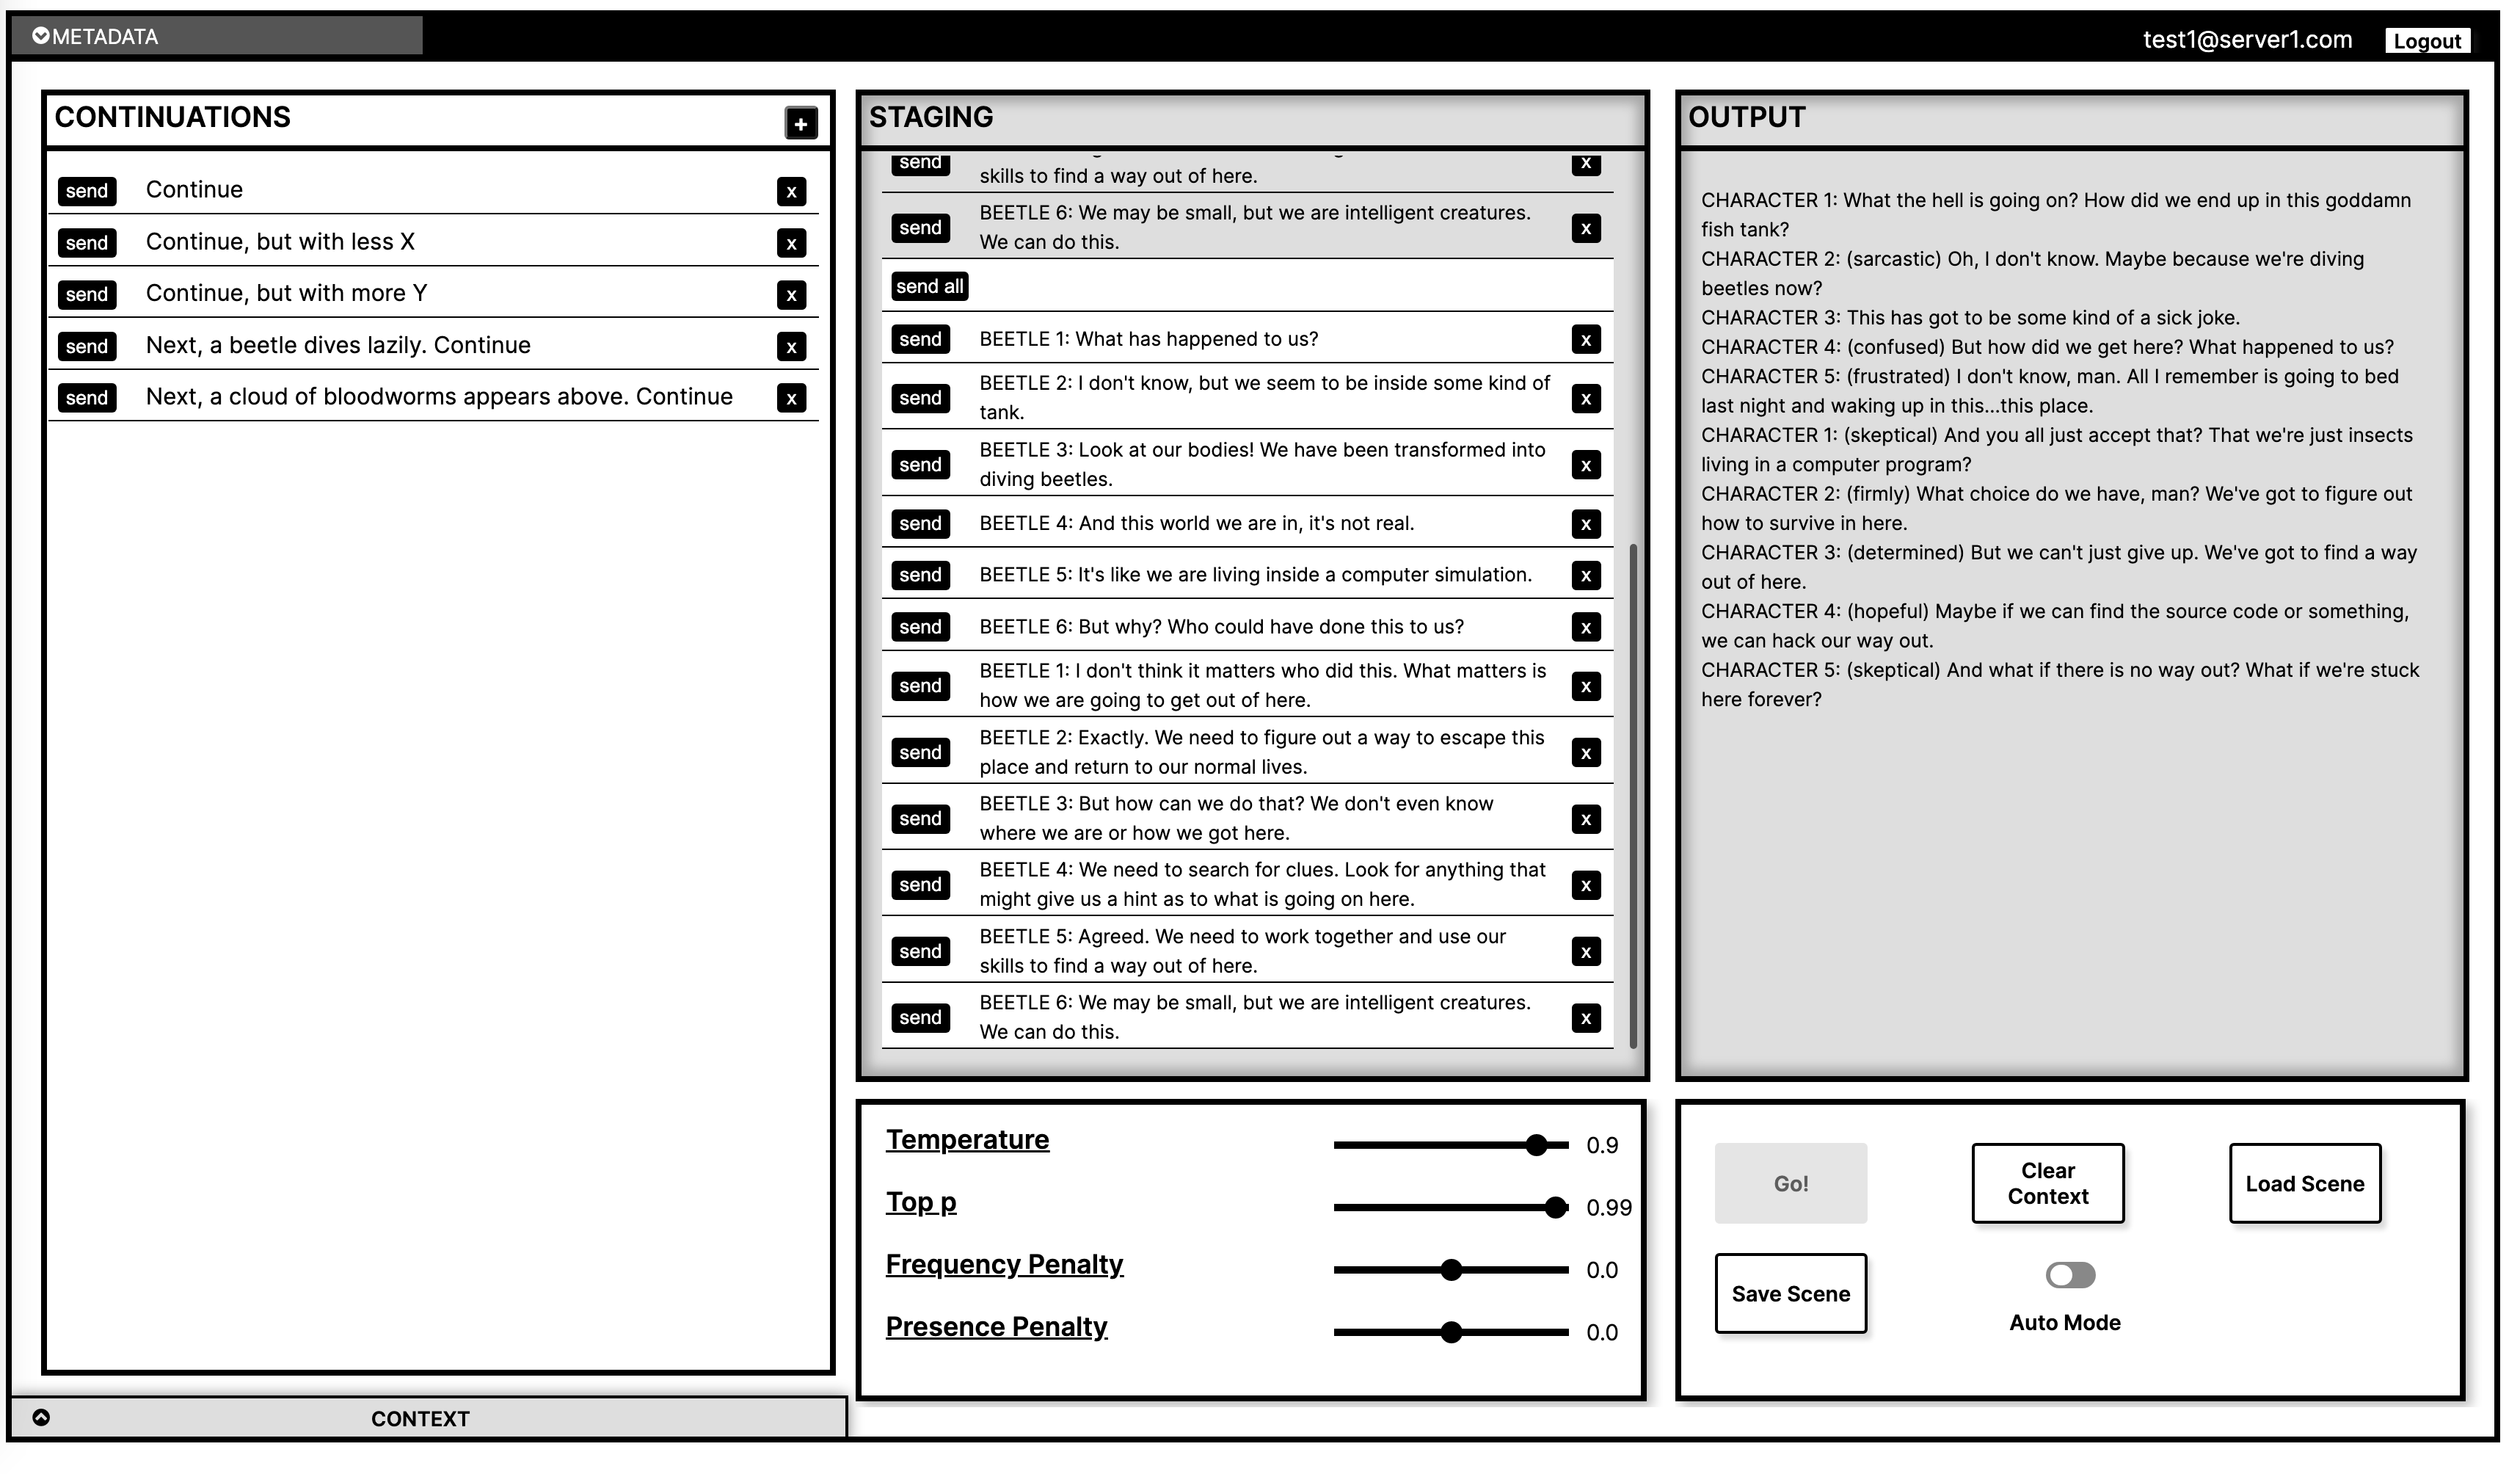 METADATA
test1@server1.com
Logout
CONTINUATIONS
+
send Continue x
send Continue, but with less X x
send Continue, but with more Y x
send Next, a beetle dives lazily. Continue x
send Next, a cloud of bloodworms appears above. Continue x
CONTEXT
STAGING
send x
skills to find a way out of here.
send BEETLE 6: We may be small, but we are intelligent creatures. x
We can do this.
send all
send BEETLE 1: What has happened to us? x
send BEETLE 2: I don't know, but we seem to be inside some kind of x
tank.
send BEETLE 3: Look at our bodies! We have been transformed into x
diving beetles.
send BEETLE 4: And this world we are in, it's not real. x
send BEETLE 5: It's like we are living inside a computer simulation. x
send BEETLE 6: But why? Who could have done this to us? x
send BEETLE 1: I don't think it matters who did this. What matters is x
how we are going to get out of here.
send BEETLE 2: Exactly. We need to figure out a way to escape this x
place and return to our normal lives.
send BEETLE 3: But how can we do that? We don't even know x
where we are or how we got here.
send BEETLE 4: We need to search for clues. Look for anything that x
might give us a hint as to what is going on here.
send BEETLE 5: Agreed. We need to work together and use our x
skills to find a way out of here.
send BEETLE 6: We may be small, but we are intelligent creatures. x
We can do this.
Temperature 0.9
Top p 0.99
Frequency Penalty 0.0
Presence Penalty 0.0
OUTPUT
CHARACTER 1: What the hell is going on? How did we end up in this goddamn
fish tank?
CHARACTER 2: (sarcastic) Oh, I don't know. Maybe because we're diving
beetles now?
CHARACTER 3: This has got to be some kind of a sick joke.
CHARACTER 4: (confused) But how did we get here? What happened to us?
CHARACTER 5: (frustrated) I don't know, man. All I remember is going to bed
last night and waking up in this...this place.
CHARACTER 1: (skeptical) And you all just accept that? That we're just insects
living in a computer program?
CHARACTER 2: (firmly) What choice do we have, man? We've got to figure out
how to survive in here.
CHARACTER 3: (determined) But we can't just give up. We've got to find a way
out of here.
CHARACTER 4: (hopeful) Maybe if we can find the source code or something,
we can hack our way out.
CHARACTER 5: (skeptical) And what if there is no way out? What if we're stuck
here forever?
Go!
Clear
Context
Load Scene
Save Scene
Auto Mode